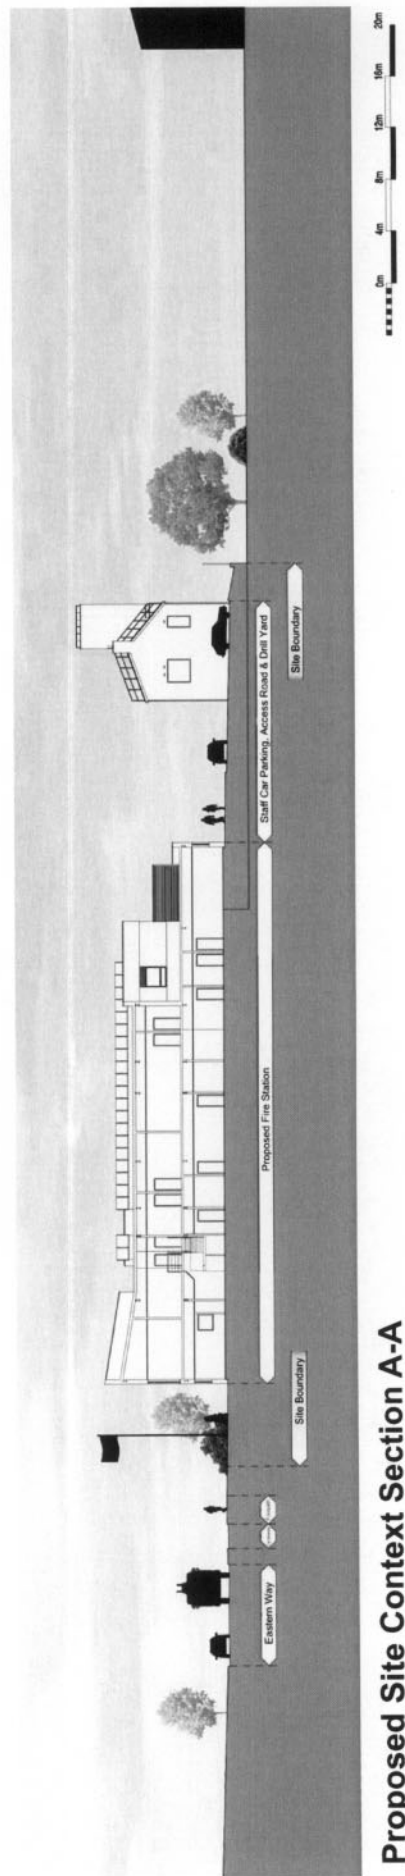 Proposed Site Context Section A-A
Eastern Way
Site Boundary
Proposed Fire Station
Staff Car Parking, Access Road & Drill Yard
Site Boundary
0m 4m 8m 12m 16m 20m